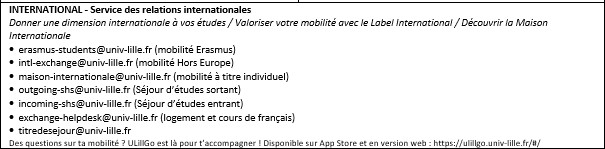 INTERNATIONAL - Service des relations internationales
Donner une dimension internationale à vos études / Valoriser votre mobilité avec le Label International / Découvrir la Maison
Internationale
• erasmus-students@univ-lille.fr (mobilité Erasmus)
• intl-exchange@univ-lille.fr (mobilité Hors Europe)
• maison-internationale@univ-lille.fr (mobilité à titre individuel)
• outgoing-shs@univ-lille.fr (Séjour d'études sortant)
• incoming-shs@univ-lille.fr (Séjour d'études entrant)
• exchange-helpdesk@univ-lille.fr (logement et cours de français)
• titredesejour@univ-lille.fr
Des questions sur ta mobilité ? ULillGo est là pour t'accompagner ! Disponible sur App Store et en version web : https://ulillgo.univ-lille.fr/#/